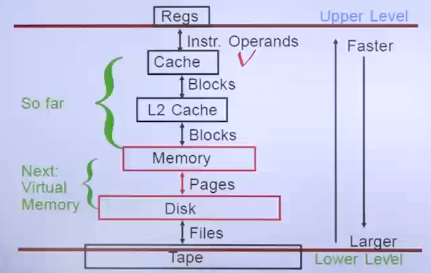 Regs
Upper Level
Instr. Operands
Faster
Cache
Blocks
So far
L2 Cache
Blocks
Memory
Next:
Virtual
Memory
Pages
Disk
Files
Larger
Tape
Lower Level